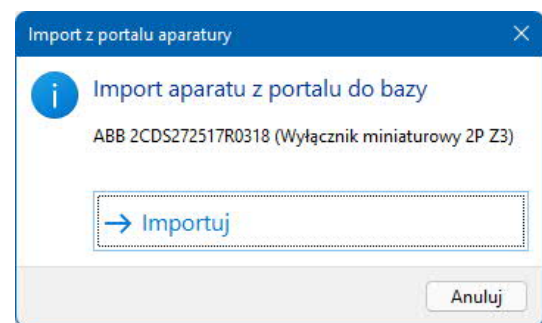 Import z portalu aparatury
Import aparatu z portalu do bazy
ABB 2CDS272517R0318 (Wyłącznik miniaturowy 2P Z3)
Importuj
Anuluj